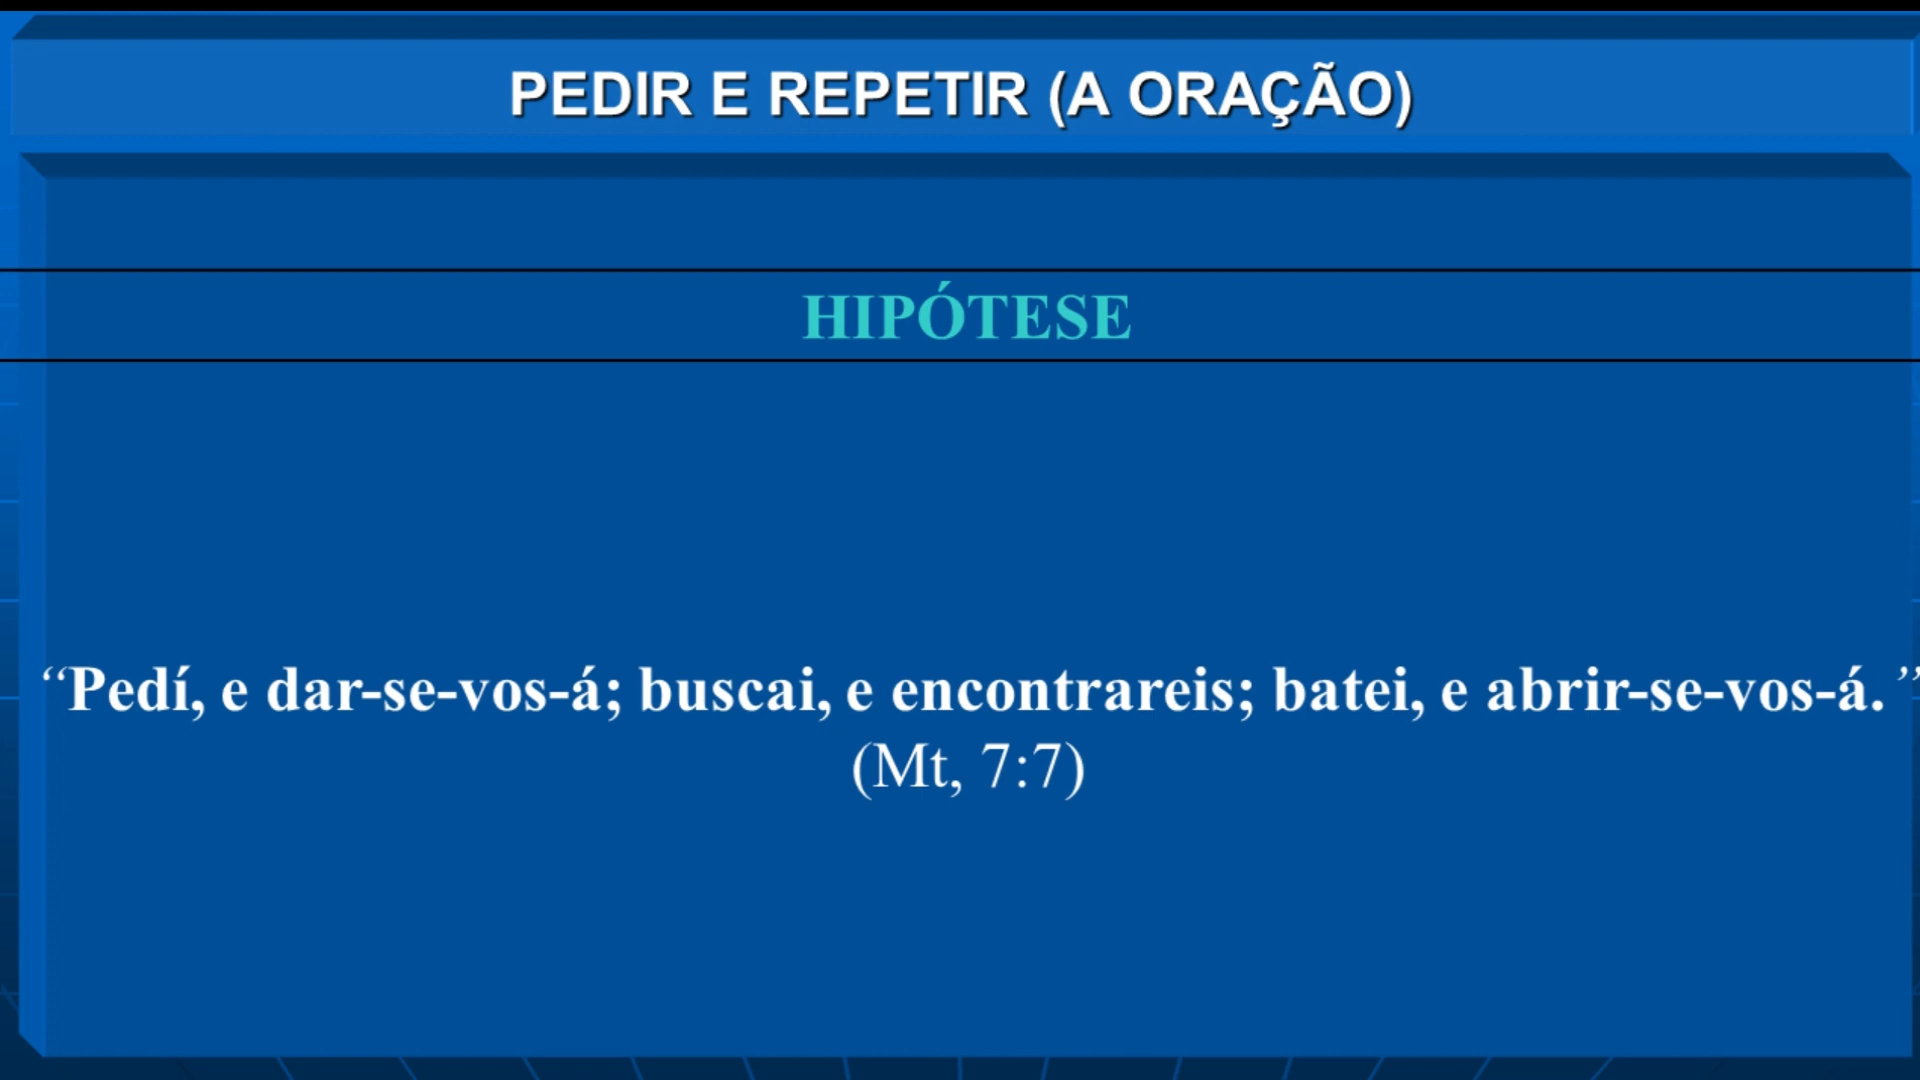 PEDIR E REPETIR (A ORAÇÃO)
HIPÓTESE
“Pedí, e dar-se-vos-á; buscai, e encontrareis; batei, e abrir-se-vos-á.”
(Mt, 7:7)